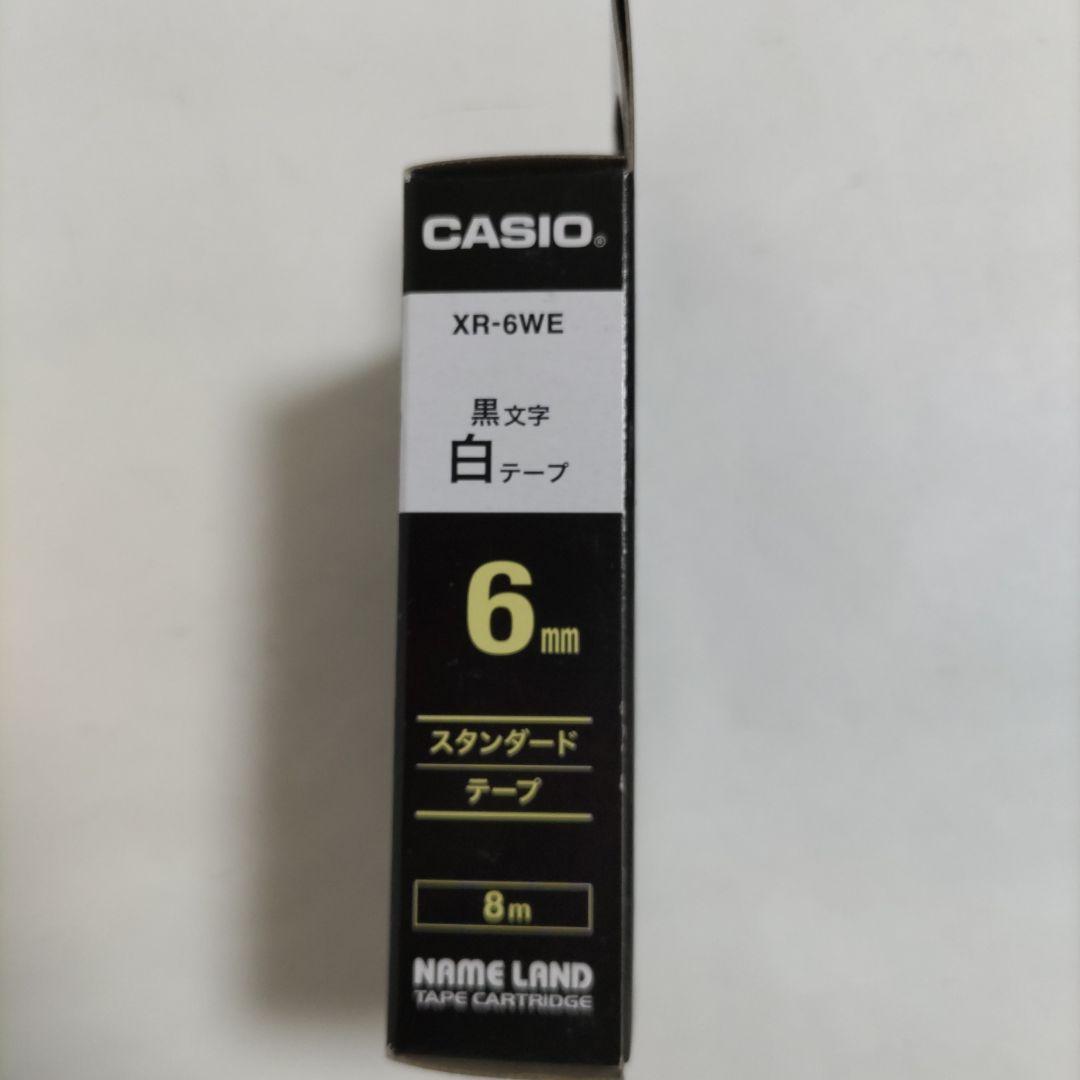 CASIO®
XR-6WE
黒文字
白テープ
6mm
スタンダード
テープ
8m
NAME LAND
TAPE CARTRIDGE